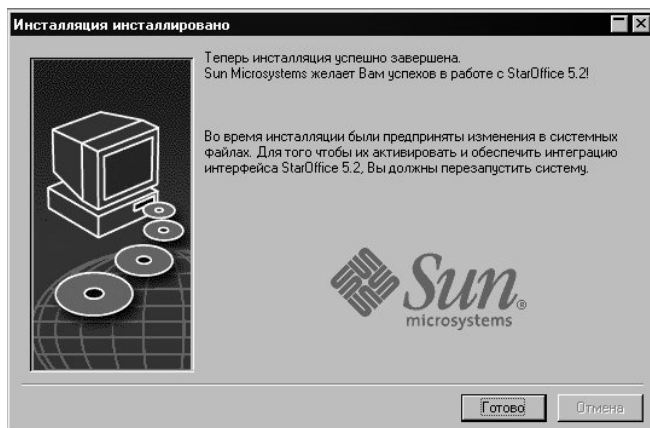 Инсталляция инсталлировано
Теперь инсталляция успешно завершена.
Sun Microsystems желает Вам успехов в работе с StarOffice 5.2!
Во время инсталляции были предприняты изменения в системных
файлах. Для того чтобы их активировать и обеспечить интеграцию
интерфейса StarOffice 5.2, Вы должны перезапустить систему.
Sun®
microsystems
Готово
Отмена